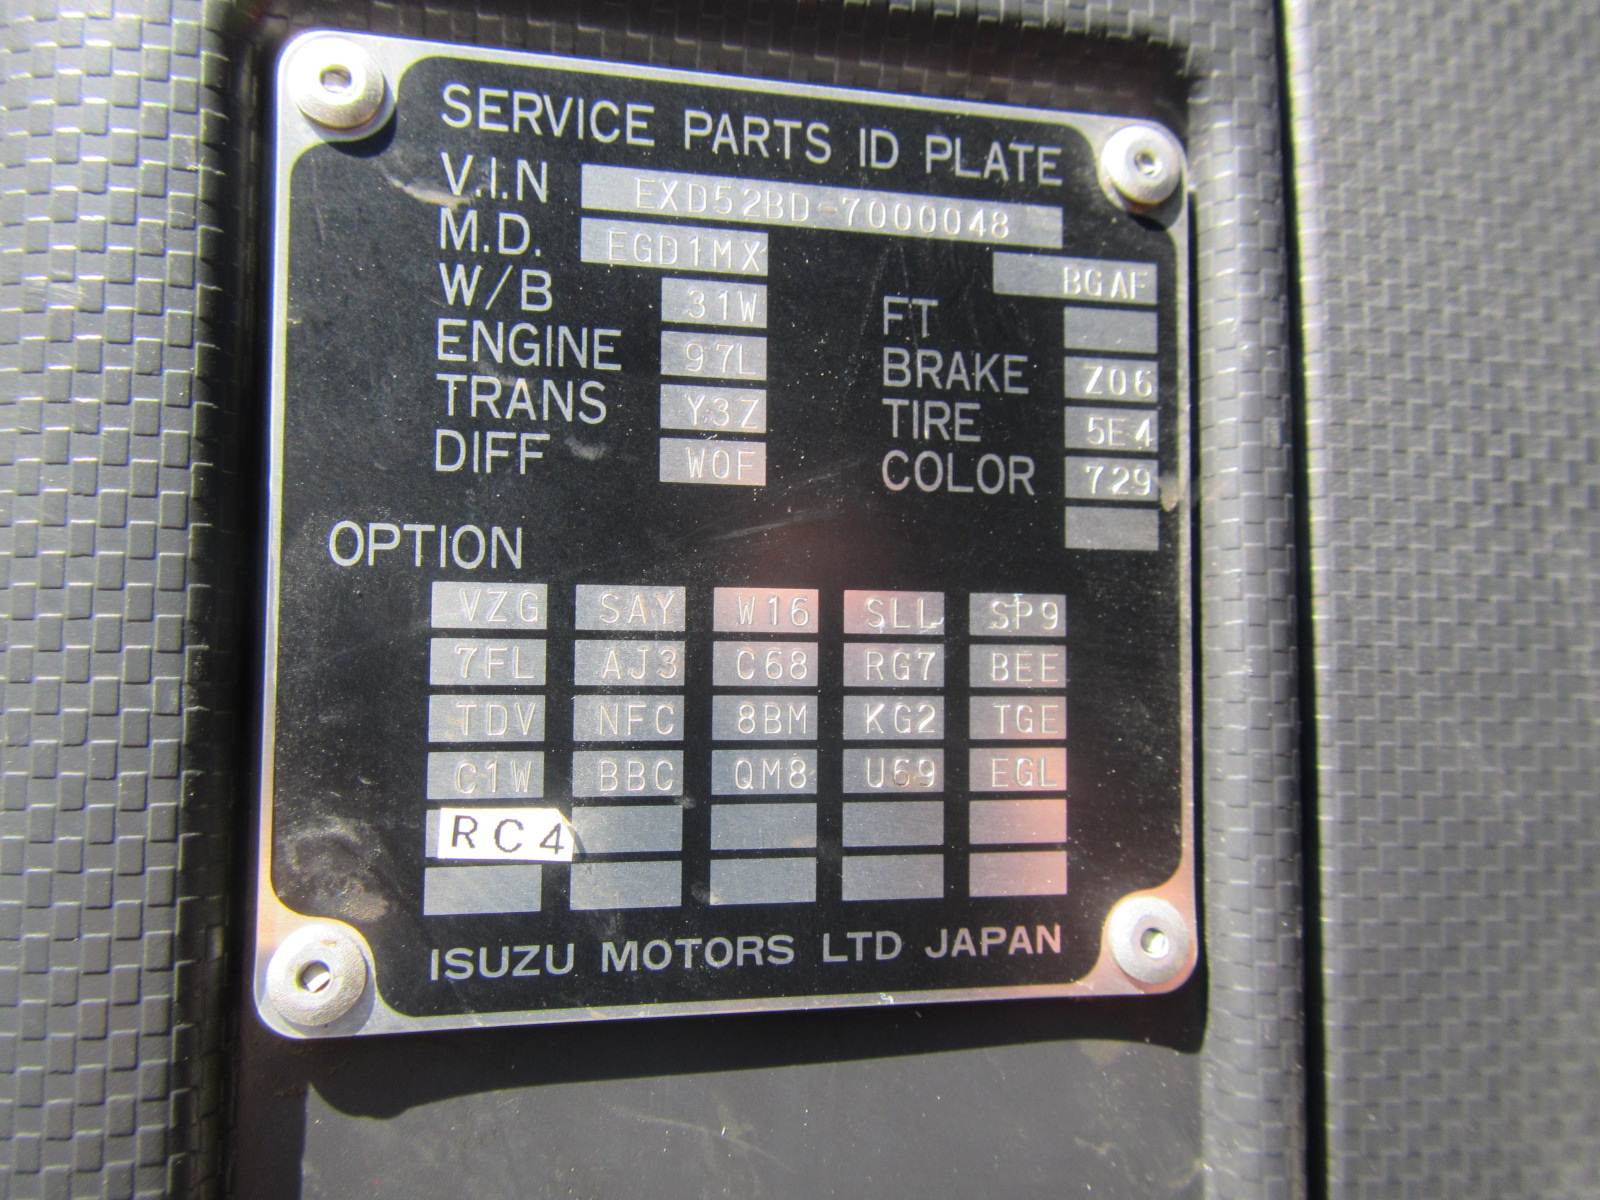 SERVICE PARTS ID PLATE
V.I.N EXD52BD-7000048
M.D. EGD1MX BGAF
W/B 31W FT
ENGINE 97L BRAKE Z06
TRANS Y3Z TIRE 5E4
DIFF W0F COLOR 729
OPTION
VZG SAY W16 SLL SP9
7FL AJ3 C68 RG7 BEE
TDV NFC 8BM KG2 TGE
C1W BBC QM8 U69 EGL
RC4
ISUZU MOTORS LTD JAPAN